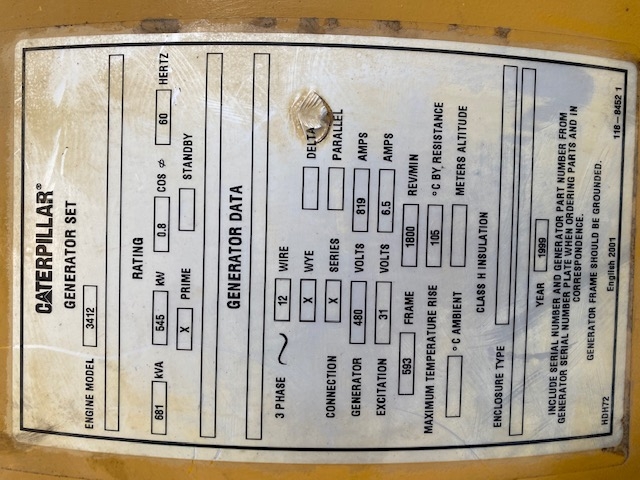 CATERPILLAR®
GENERATOR SET
ENGINE MODEL 3412
RATING
681 kVA 545 kW 0.8 COS ϕ 60 HERTZ
X PRIME STANDBY
GENERATOR DATA
3 PHASE ~ 12 WIRE
CONNECTION X WYE DELTA
X SERIES PARALLEL
GENERATOR 480 VOLTS 819 AMPS
EXCITATION 31 VOLTS 6.5 AMPS
593 FRAME 1800 REV/MIN
MAXIMUM TEMPERATURE RISE 105 °C BY RESISTANCE
°C AMBIENT METERS ALTITUDE
CLASS H INSULATION
ENCLOSURE TYPE
YEAR 1999
INCLUDE SERIAL NUMBER AND GENERATOR PART NUMBER FROM
GENERATOR SERIAL NUMBER PLATE WHEN ORDERING PARTS AND IN
CORRESPONDENCE.
GENERATOR FRAME SHOULD BE GROUNDED.
HDH72 English 2001 118-8452 1